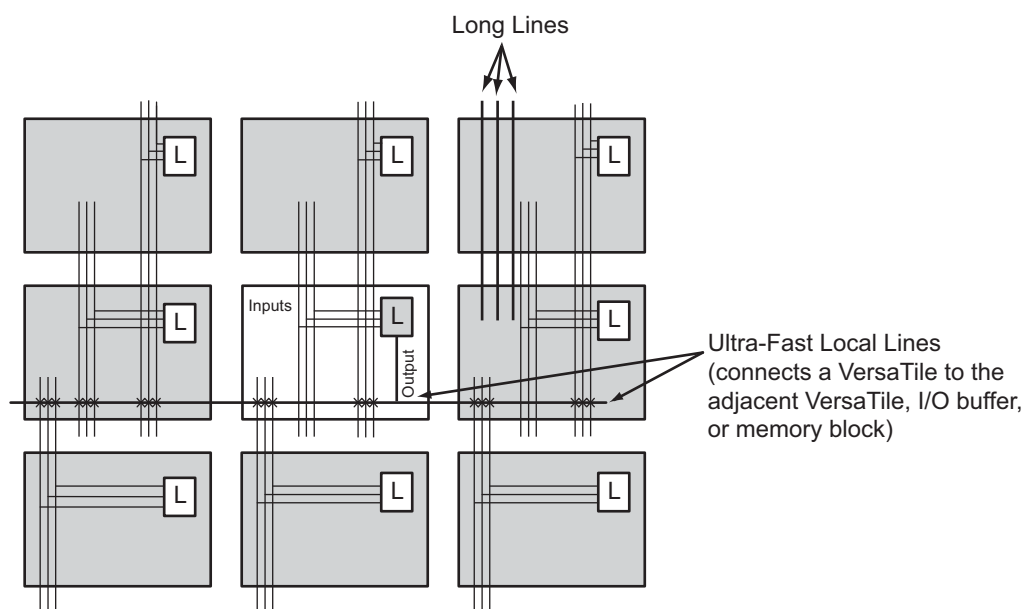 Long Lines
L
L
L
L
Inputs
L
Output
L
Ultra-Fast Local Lines
(connects a VersaTile to the
adjacent VersaTile, I/O buffer,
or memory block)
L
L
L